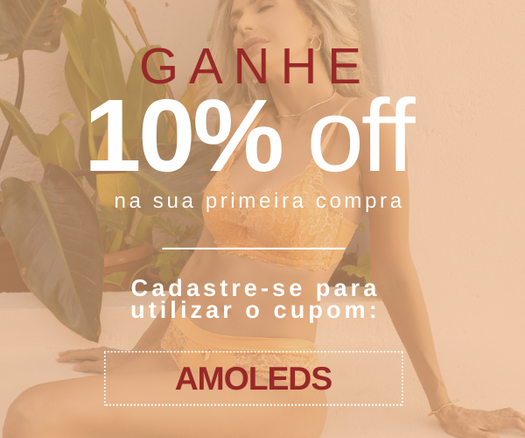 GANHE
10% off
na sua primeira compra
Cadastre-se para
utilizar o cupom:
AMOLEDS